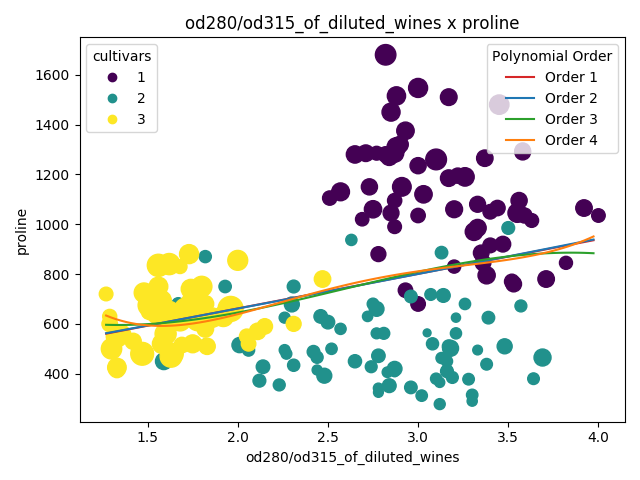 od280/od315_of_diluted_wines x proline
cultivars
1
2
3
Polynomial Order
Order 1
Order 2
Order 3
Order 4
proline
1600
1400
1200
1000
800
600
400
1.5 2.0 2.5 3.0 3.5 4.0
od280/od315_of_diluted_wines